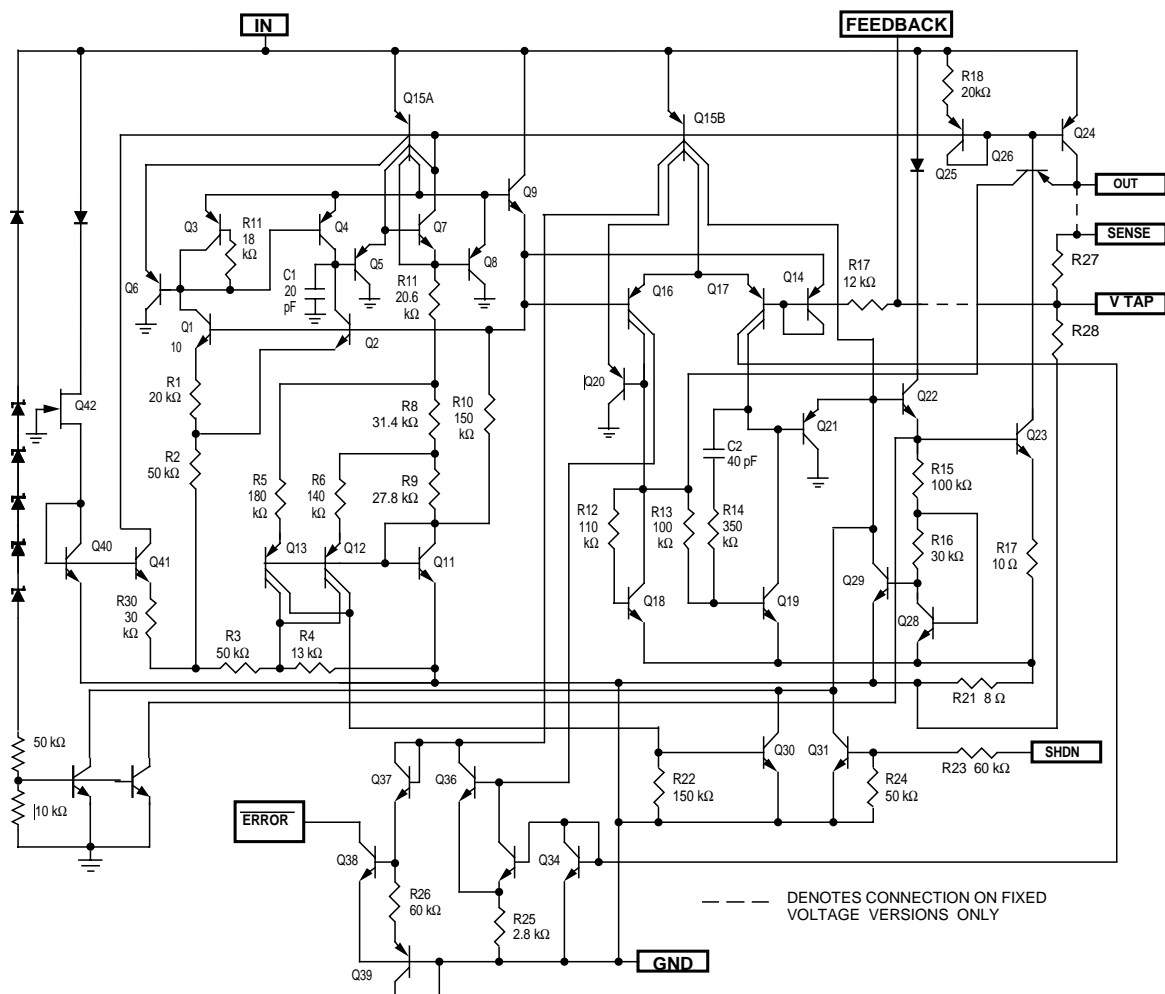 IN
FEEDBACK
R18
20kΩ
Q15A
Q15B
Q24
Q26
Q25
OUT
SENSE
V TAP
Q9
Q3
R11
18
kΩ
Q4
Q7
Q5
Q8
Q6
C1
20
pF
R11
20.6
kΩ
Q16
Q17
Q14
R17
12 kΩ
R27
R28
Q1
10
Q2
Q20
Q42
R1
20 kΩ
R8
31.4 kΩ
R10
150
kΩ
Q22
Q21
Q23
C2
40 pF
R2
50 kΩ
R5
180
kΩ
R6
140
kΩ
R9
27.8 kΩ
R15
100 kΩ
R12
110
kΩ
R13
100
kΩ
R14
350
kΩ
R16
30 kΩ
R17
10 Ω
Q40
Q41
Q13
Q12
Q11
Q29
Q18
Q19
Q28
R30
30
kΩ
R3
50 kΩ
R4
13 kΩ
R21 8 Ω
50 kΩ
10 kΩ
Q37
Q36
R22
150 kΩ
Q30
Q31
R24
50 kΩ
R23 60 kΩ
SHDN
ERROR
Q38
Q34
R26
60 kΩ
R25
2.8 kΩ
Q39
GND
DENOTES CONNECTION ON FIXED
VOLTAGE VERSIONS ONLY